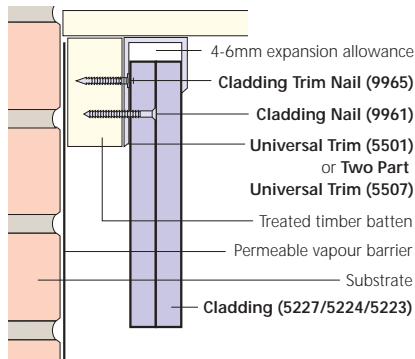 4-6mm expansion allowance
Cladding Trim Nail (9965)
Cladding Nail (9961)
Universal Trim (5501)
or Two Part
Universal Trim (5507)
Treated timber batten
Permeable vapour barrier
Substrate
Cladding (5227/5224/5223)